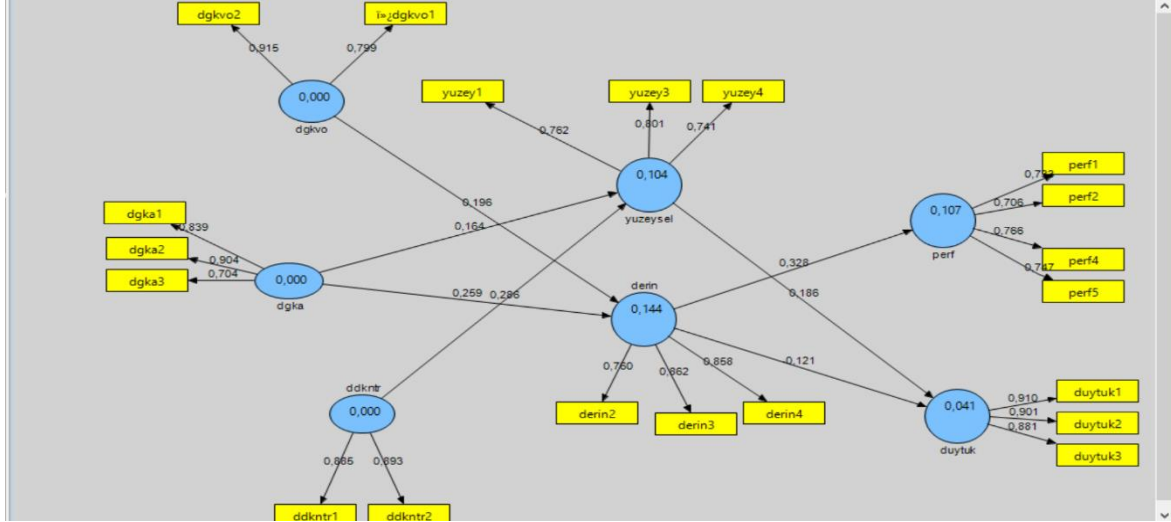 dgkvo2
ï»¿dgkvo1
0,915
0,799
0,000
dgkvo
yuzey1
yuzey3
yuzey4
0,762
0,801
0,741
0,104
yuzeysel
perf1
perf2
perf4
perf5
0,706
0,766
0,747
0,107
perf
dgka1
dgka2
dgka3
0,839
0,904
0,704
0,000
dgka
0,196
0,164
0,259
0,286
0,328
0,186
derin
0,144
0,760
0,862
0,858
-0,121
derin2
derin3
derin4
ddkntr
0,000
0,885
0,893
ddkntr1
ddkntr2
0,041
duytuk
0,910
0,901
0,881
duytuk1
duytuk2
duytuk3